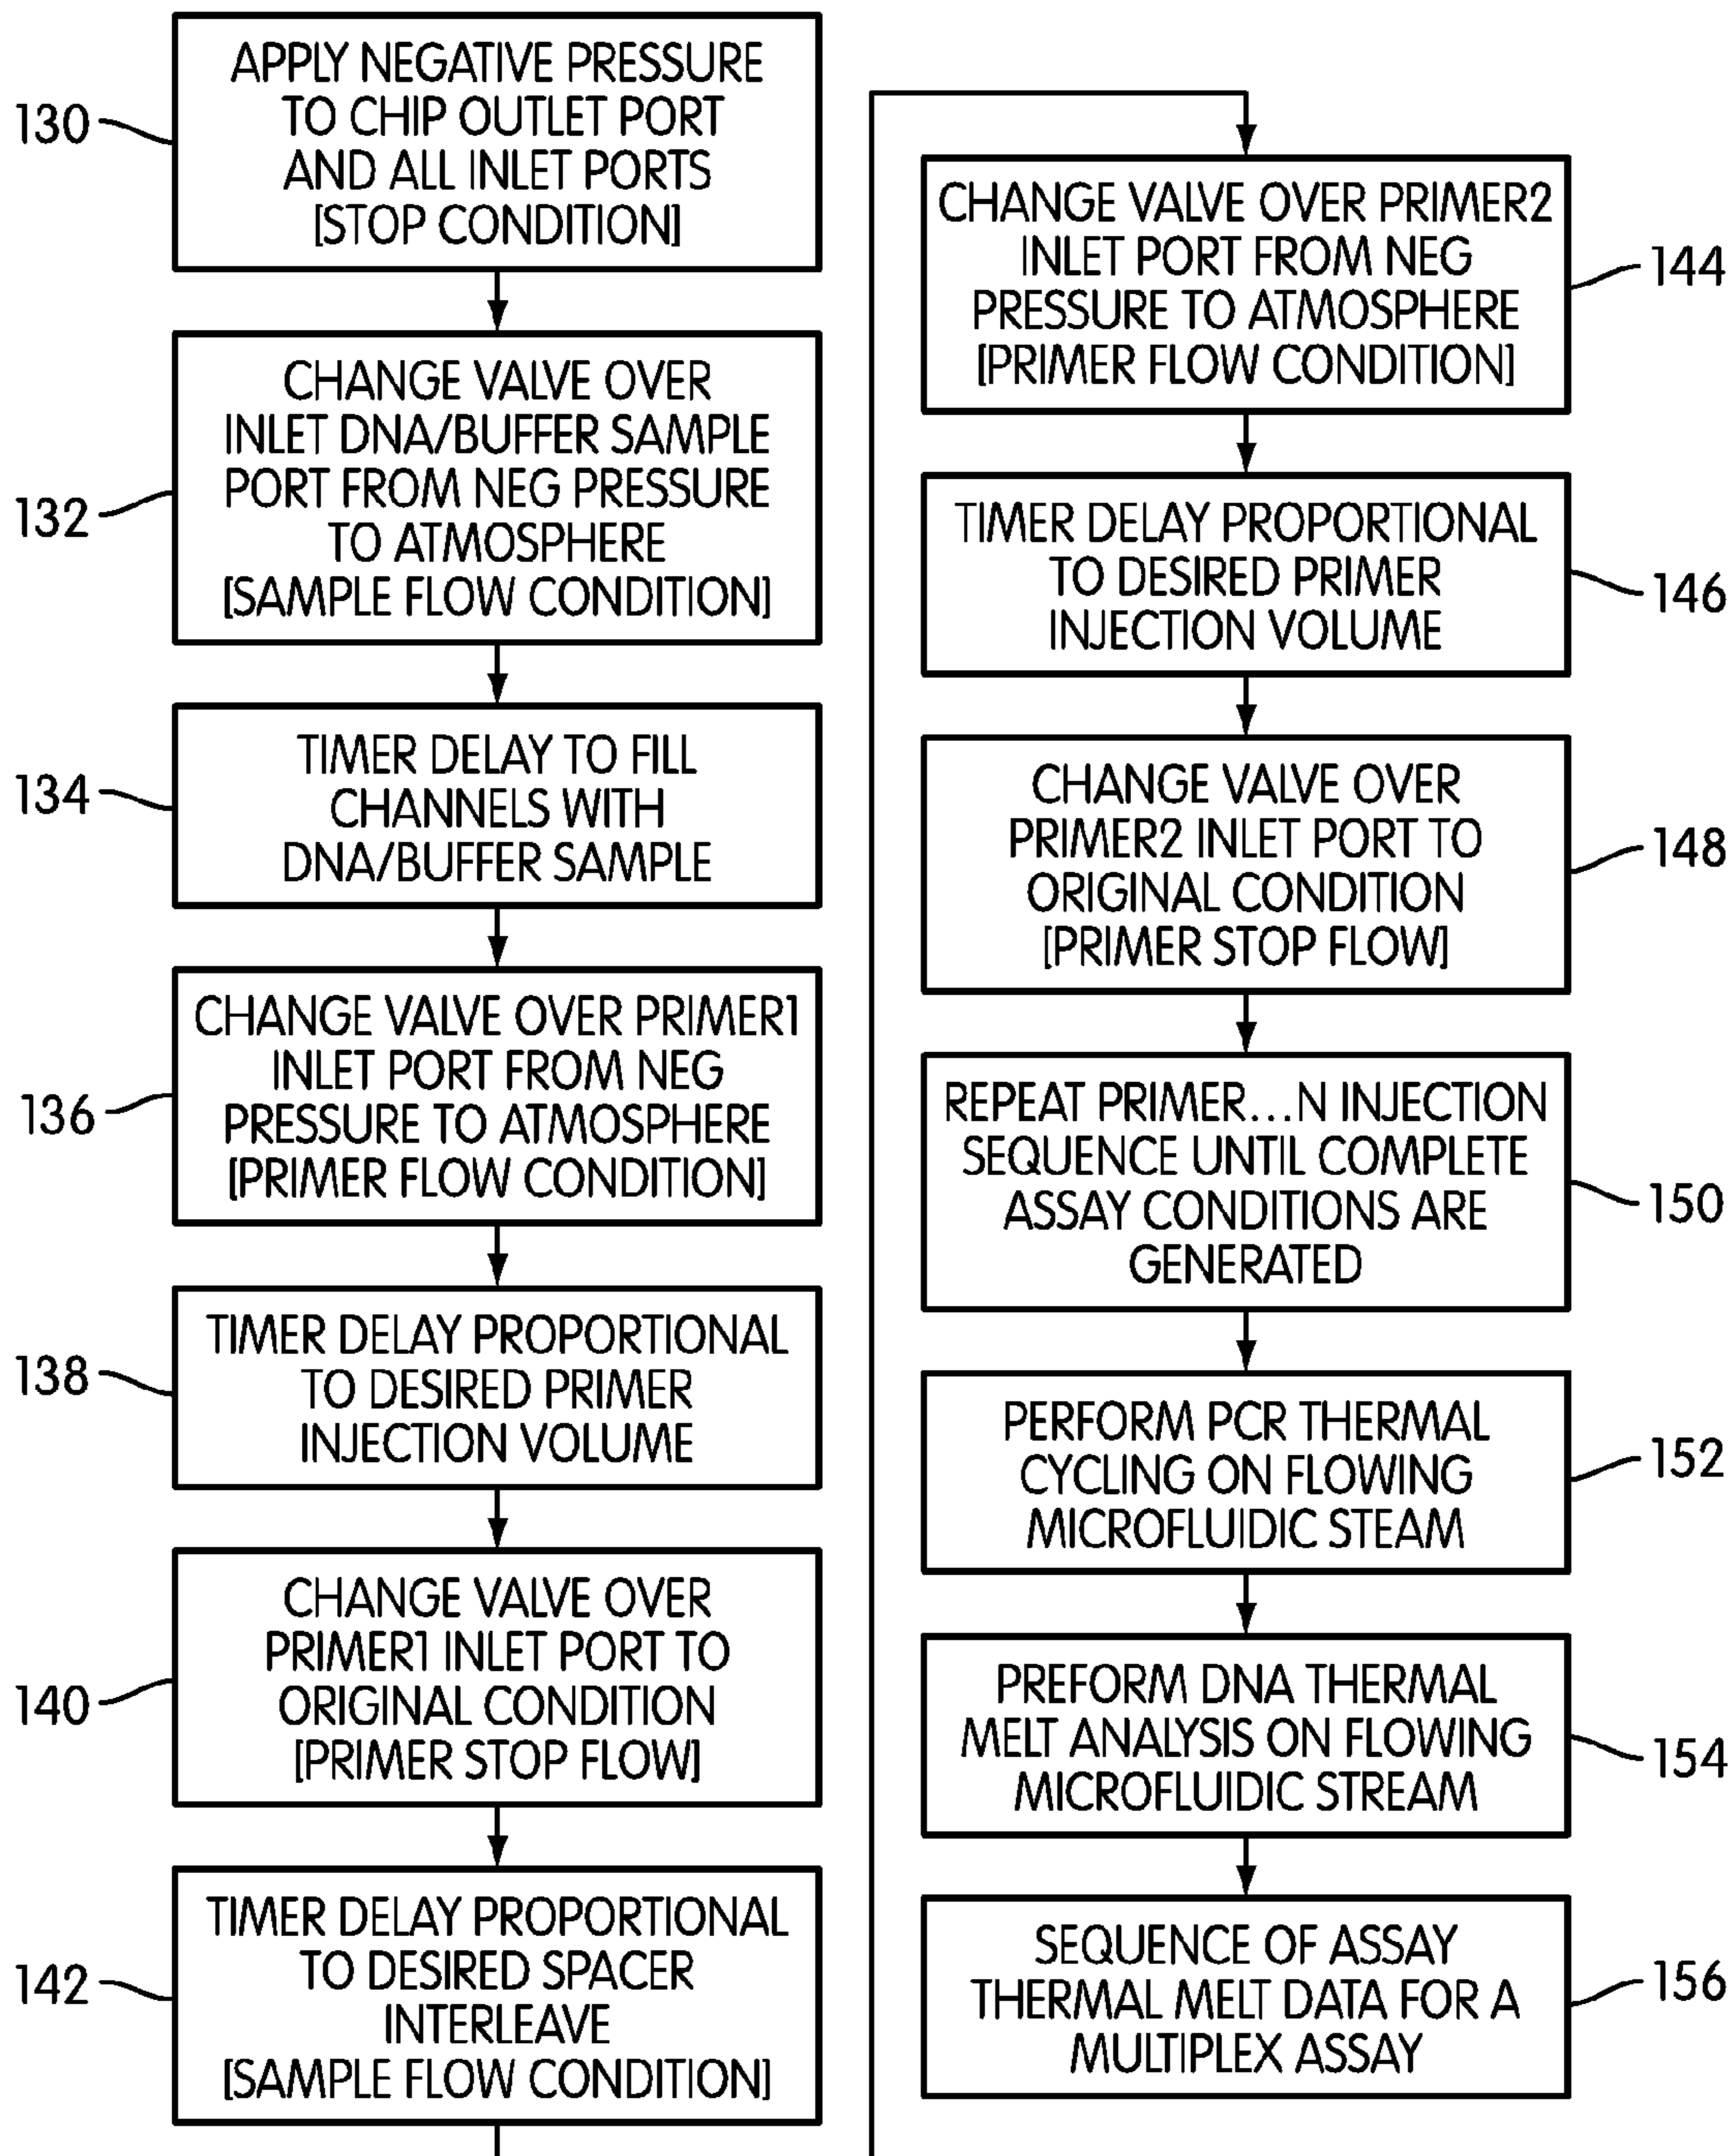 130
APPLY NEGATIVE PRESSURE
TO CHIP OUTLET PORT
AND ALL INLET PORTS
[STOP CONDITION]
132
CHANGE VALVE OVER
INLET DNA/BUFFER SAMPLE
PORT FROM NEG PRESSURE
TO ATMOSPHERE
[SAMPLE FLOW CONDITION]
134
TIMER DELAY TO FILL
CHANNELS WITH
DNA/BUFFER SAMPLE
136
CHANGE VALVE OVER PRIMER1
INLET PORT FROM NEG
PRESSURE TO ATMOSPHERE
[PRIMER FLOW CONDITION]
138
TIMER DELAY PROPORTIONAL
TO DESIRED PRIMER
INJECTION VOLUME
140
CHANGE VALVE OVER
PRIMER1 INLET PORT TO
ORIGINAL CONDITION
[PRIMER STOP FLOW]
142
TIMER DELAY PROPORTIONAL
TO DESIRED SPACER
INTERLEAVE
[SAMPLE FLOW CONDITION]
CHANGE VALVE OVER PRIMER2
INLET PORT FROM NEG
PRESSURE TO ATMOSPHERE
[PRIMER FLOW CONDITION]
144
TIMER DELAY PROPORTIONAL
TO DESIRED PRIMER
INJECTION VOLUME
146
CHANGE VALVE OVER
PRIMER2 INLET PORT TO
ORIGINAL CONDITION
[PRIMER STOP FLOW]
148
REPEAT PRIMER...N INJECTION
SEQUENCE UNTIL COMPLETE
ASSAY CONDITIONS ARE
GENERATED
150
PERFORM PCR THERMAL
CYCLING ON FLOWING
MICROFLUIDIC STEAM
152
PREFORM DNA THERMAL
MELT ANALYSIS ON FLOWING
MICROFLUIDIC STREAM
154
SEQUENCE OF ASSAY
THERMAL MELT DATA FOR A
MULTIPLEX ASSAY
156